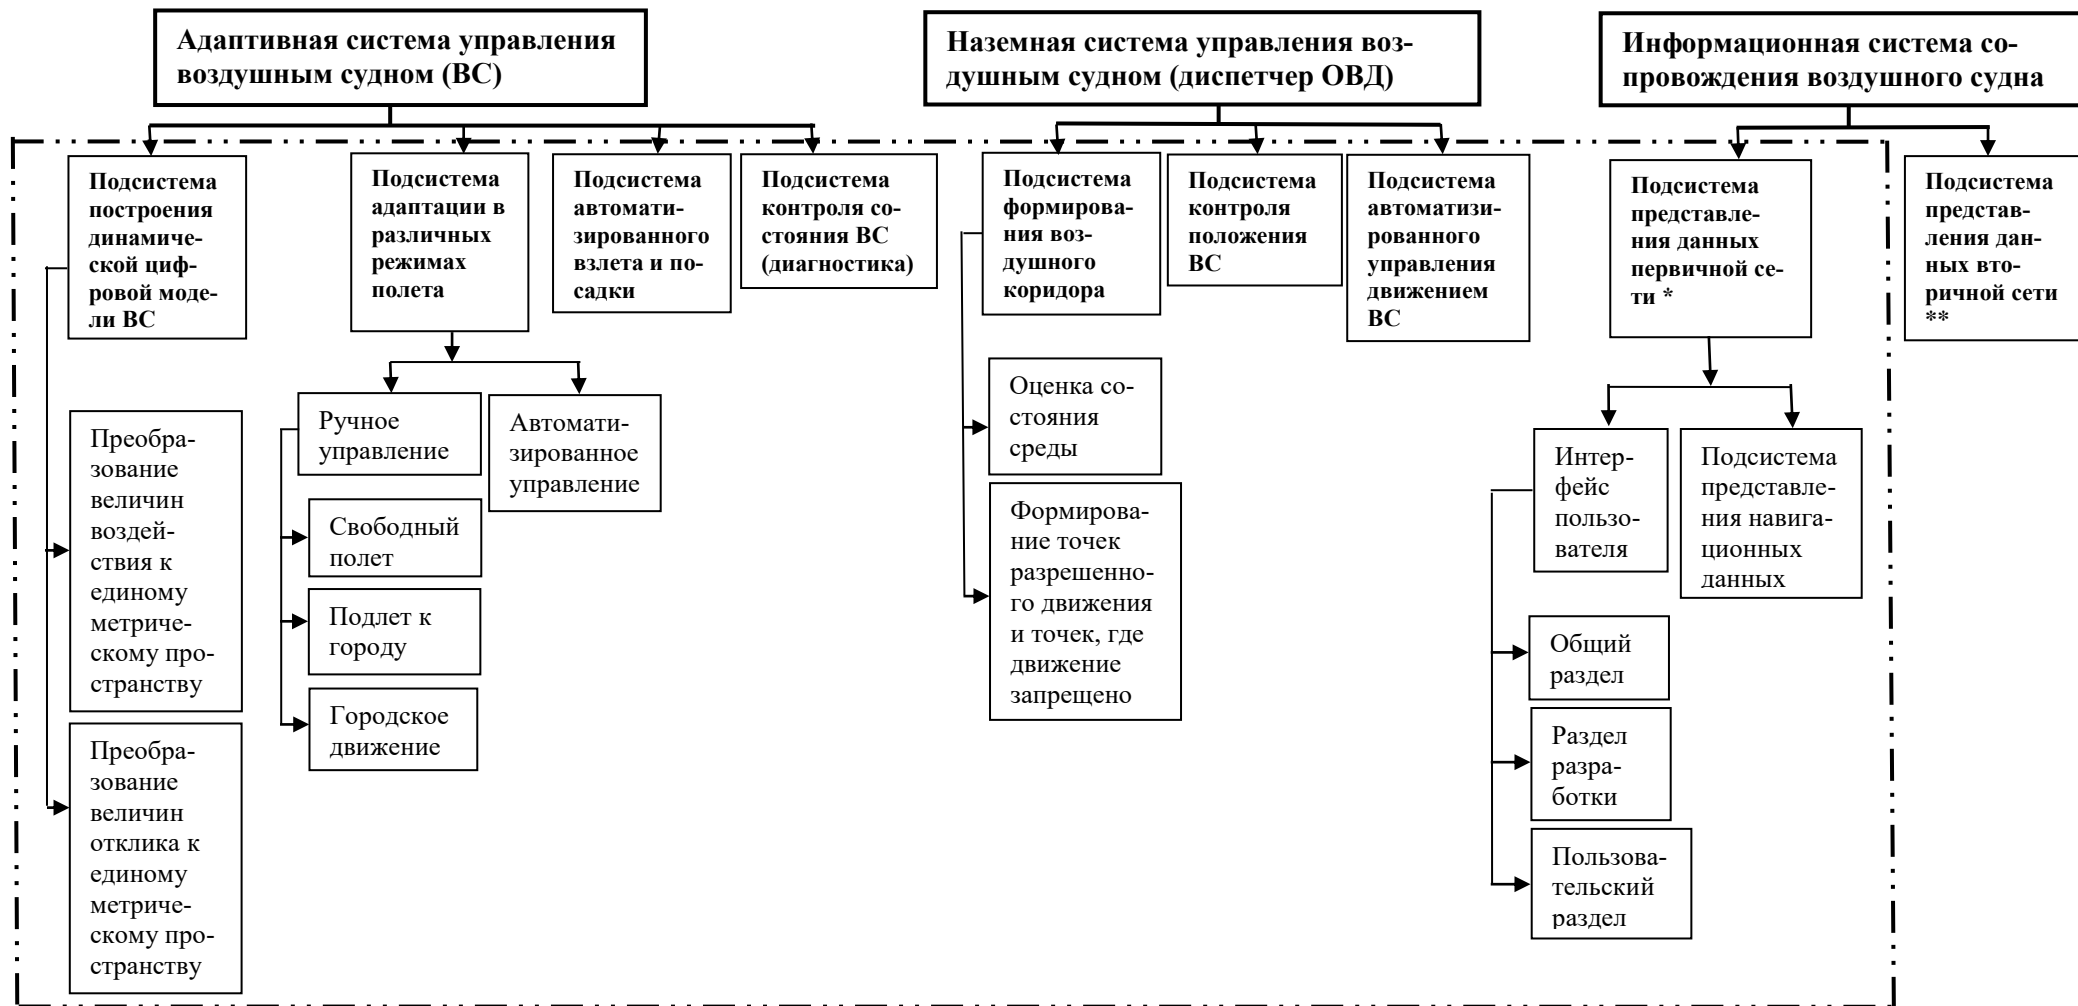 Адаптивная система управления
воздушным судном (ВС)
Наземная система управления воз-
душным судном (диспетчер ОВД)
Информационная система со-
провождения воздушного судна
Подсистема
построения
динамиче-
ской циф-
ровой моде-
ли ВС
Подсистема
адаптации в
различных
режимах
полета
Подсистема
автомати-
зированного
взлета и по-
садки
Подсистема
контроля со-
стояния ВС
(диагностика)
Подсистема
формирова-
ния воз-
душного
коридора
Подсистема
контроля
положения
ВС
Подсистема
автоматизи-
рованного
управления
движением
ВС
Подсистема
представле-
ния данных
первичной се-
ти *
Подсистема
представ-
ления дан-
ных вто-
ричной сети
**
Преобра-
зование
величин
воздей-
ствия к
единому
метриче-
скому про-
странству
Преобра-
зование
величин
отклика к
единому
метриче-
скому про-
странству
Ручное
управление
Автомати-
зированное
управление
Свободный
полет
Подлет к
городу
Городское
движение
Оценка со-
стояния
среды
Формирова-
ние точек
разрешенно-
го движения
и точек, где
движение
запрещено
Интер-
фейс
пользо-
вателя
Подсистема
представле-
ния навига-
ционных
данных
Общий
раздел
Раздел
разра-
ботки
Пользова-
тельский
раздел